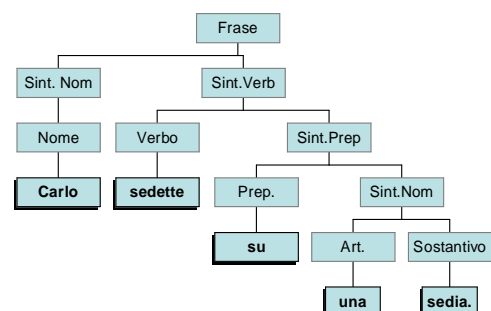 Frase
Sint. Nom Sint.Verb
Nome Verbo Sint.Prep
Carlo sedette Prep. Sint.Nom
su Art. Sostantivo
una sedia.